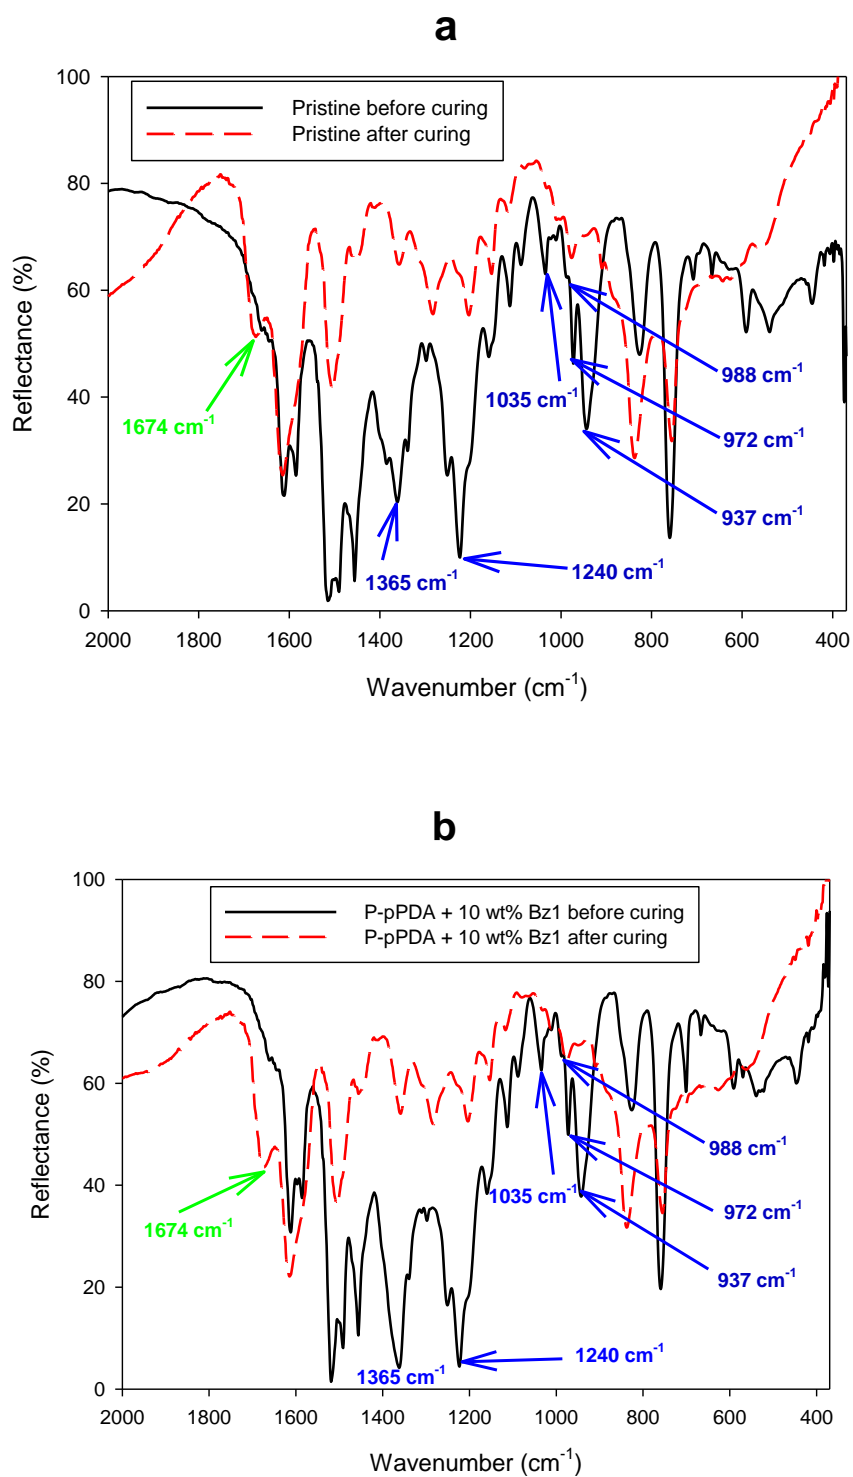 a
Pristine before curing
Pristine after curing
Reflectance (%)
100
80
60
40
20
0
1674 cm⁻¹
1035 cm⁻¹
988 cm⁻¹
972 cm⁻¹
937 cm⁻¹
1365 cm⁻¹
1240 cm⁻¹
2000 1800 1600 1400 1200 1000 800 600 400
Wavenumber (cm⁻¹)
b
P-pPDA + 10 wt% Bz1 before curing
P-pPDA + 10 wt% Bz1 after curing
Reflectance (%)
100
80
60
40
20
0
1674 cm⁻¹
1035 cm⁻¹
988 cm⁻¹
972 cm⁻¹
937 cm⁻¹
1365 cm⁻¹
1240 cm⁻¹
2000 1800 1600 1400 1200 1000 800 600 400
Wavenumber (cm⁻¹)